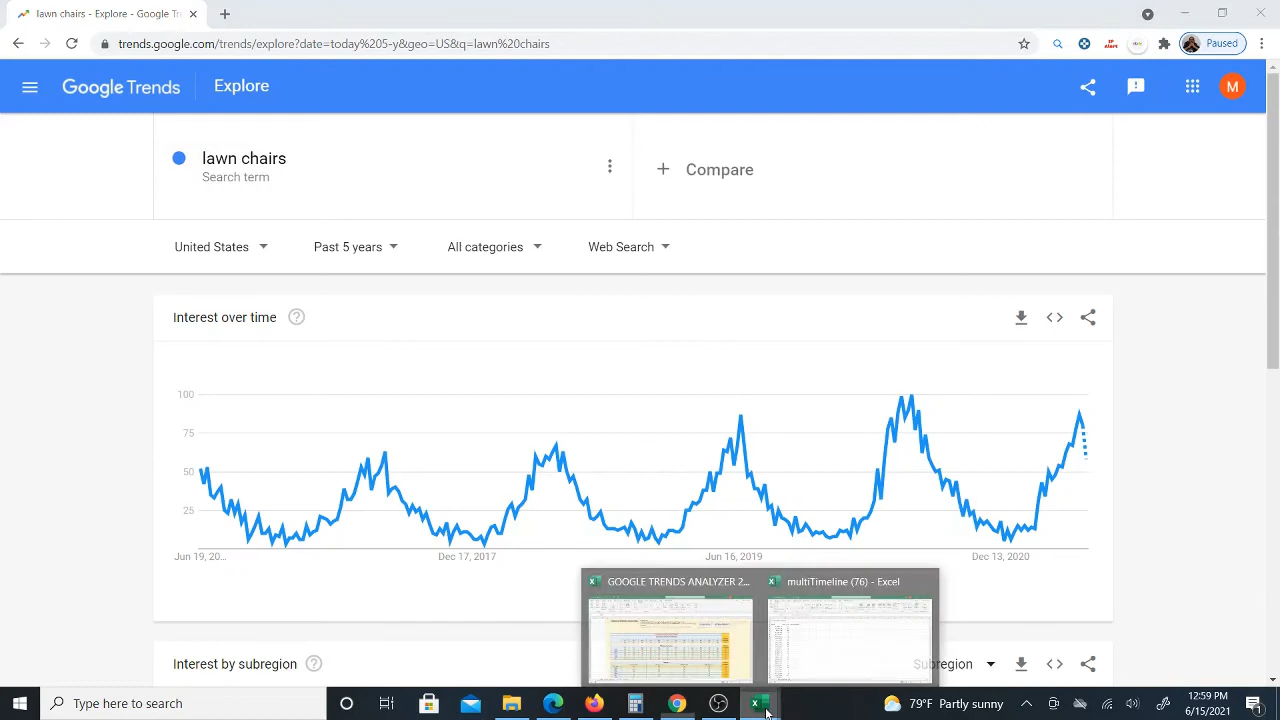 lawn chairs - Explore - Google Tre
trends.google.com/trends/explore?date=today%205-y&geo=US&q=lawn%20chairs
Paused
Google Trends
Explore
M
lawn chairs
Search term
+ Compare
United States
Past 5 years
All categories
Web Search
Interest over time
100
75
50
25
Jun 19, 20...
Dec 17, 2017
Jun 16, 2019
Dec 13, 2020
GOOGLE TRENDS ANALYZER 2...
multiTimeline (76) - Excel
Interest by subregion
Subregion
Type here to search
79°F Partly sunny
12:59 PM
6/15/2021